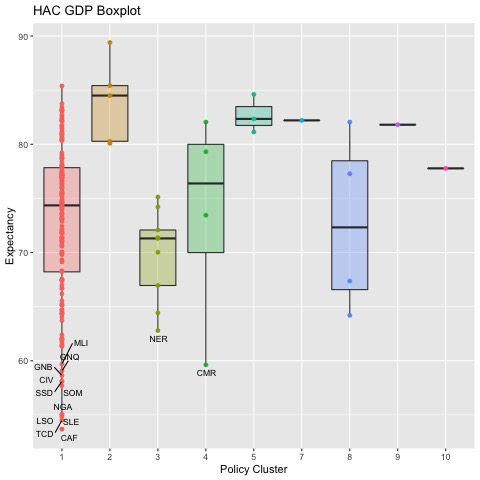 HAC GDP Boxplot
90
80
70
60
Expectancy
MLI
GNQ
GNB
CIV
SSD
SOM
NGA
LSO
SLE
TCD
CAF
NER
CMR
1 2 3 4 5 7 8 9 10
Policy Cluster